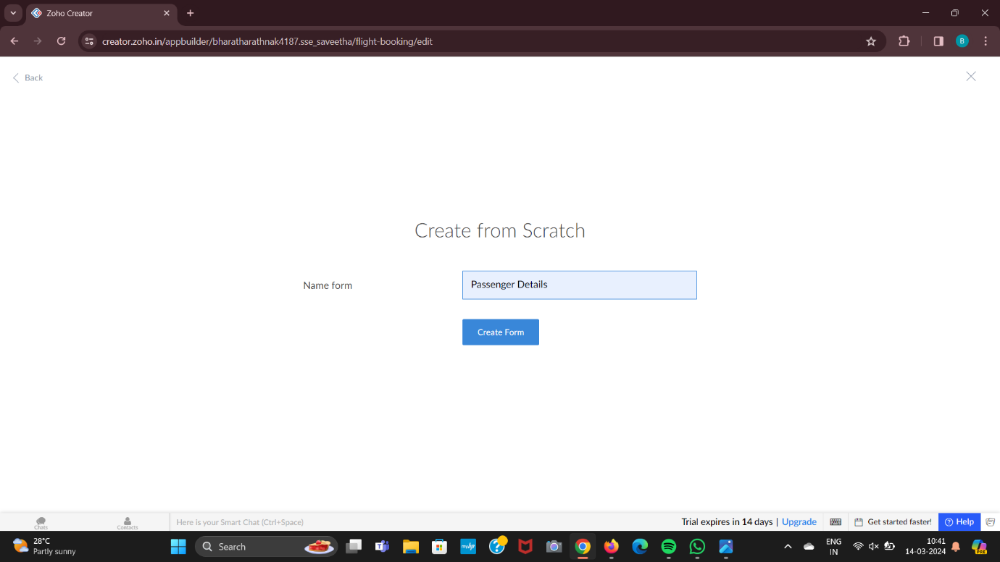 Zoho Creator
creator.zoho.in/appbuilder/bharatharathnak4187.sse_saveetha/flight-booking/edit
B
Back
Create from Scratch
Name form
Passenger Details
Create Form
Chats
Contacts
Here is your Smart Chat (Ctrl+Space)
Trial expires in 14 days | Upgrade
Get started faster!
Help
28°C
Partly sunny
Search
myhp
ENG
IN
10:41
14-03-2024
PRE